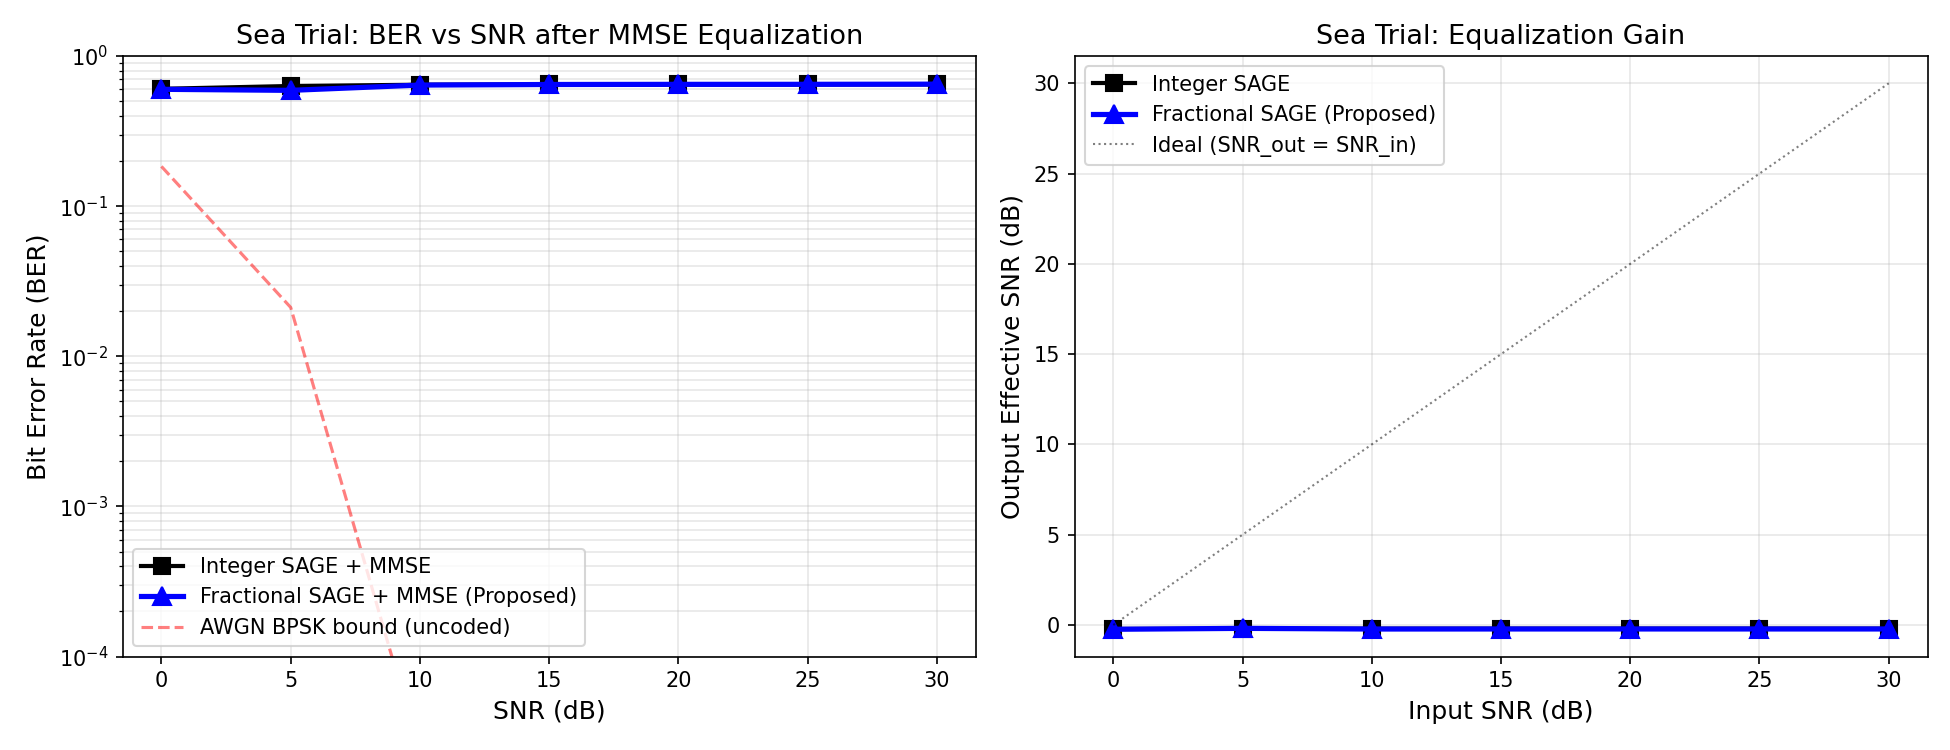 Sea Trial: BER vs SNR after MMSE Equalization
Bit Error Rate (BER)
10⁰
10⁻¹
10⁻²
10⁻³
10⁻⁴
Integer SAGE + MMSE
Fractional SAGE + MMSE (Proposed)
AWGN BPSK bound (uncoded)
0 5 10 15 20 25 30
SNR (dB)
Sea Trial: Equalization Gain
Output Effective SNR (dB)
30
25
20
15
10
5
0
Integer SAGE
Fractional SAGE (Proposed)
Ideal (SNR_out = SNR_in)
0 5 10 15 20 25 30
Input SNR (dB)